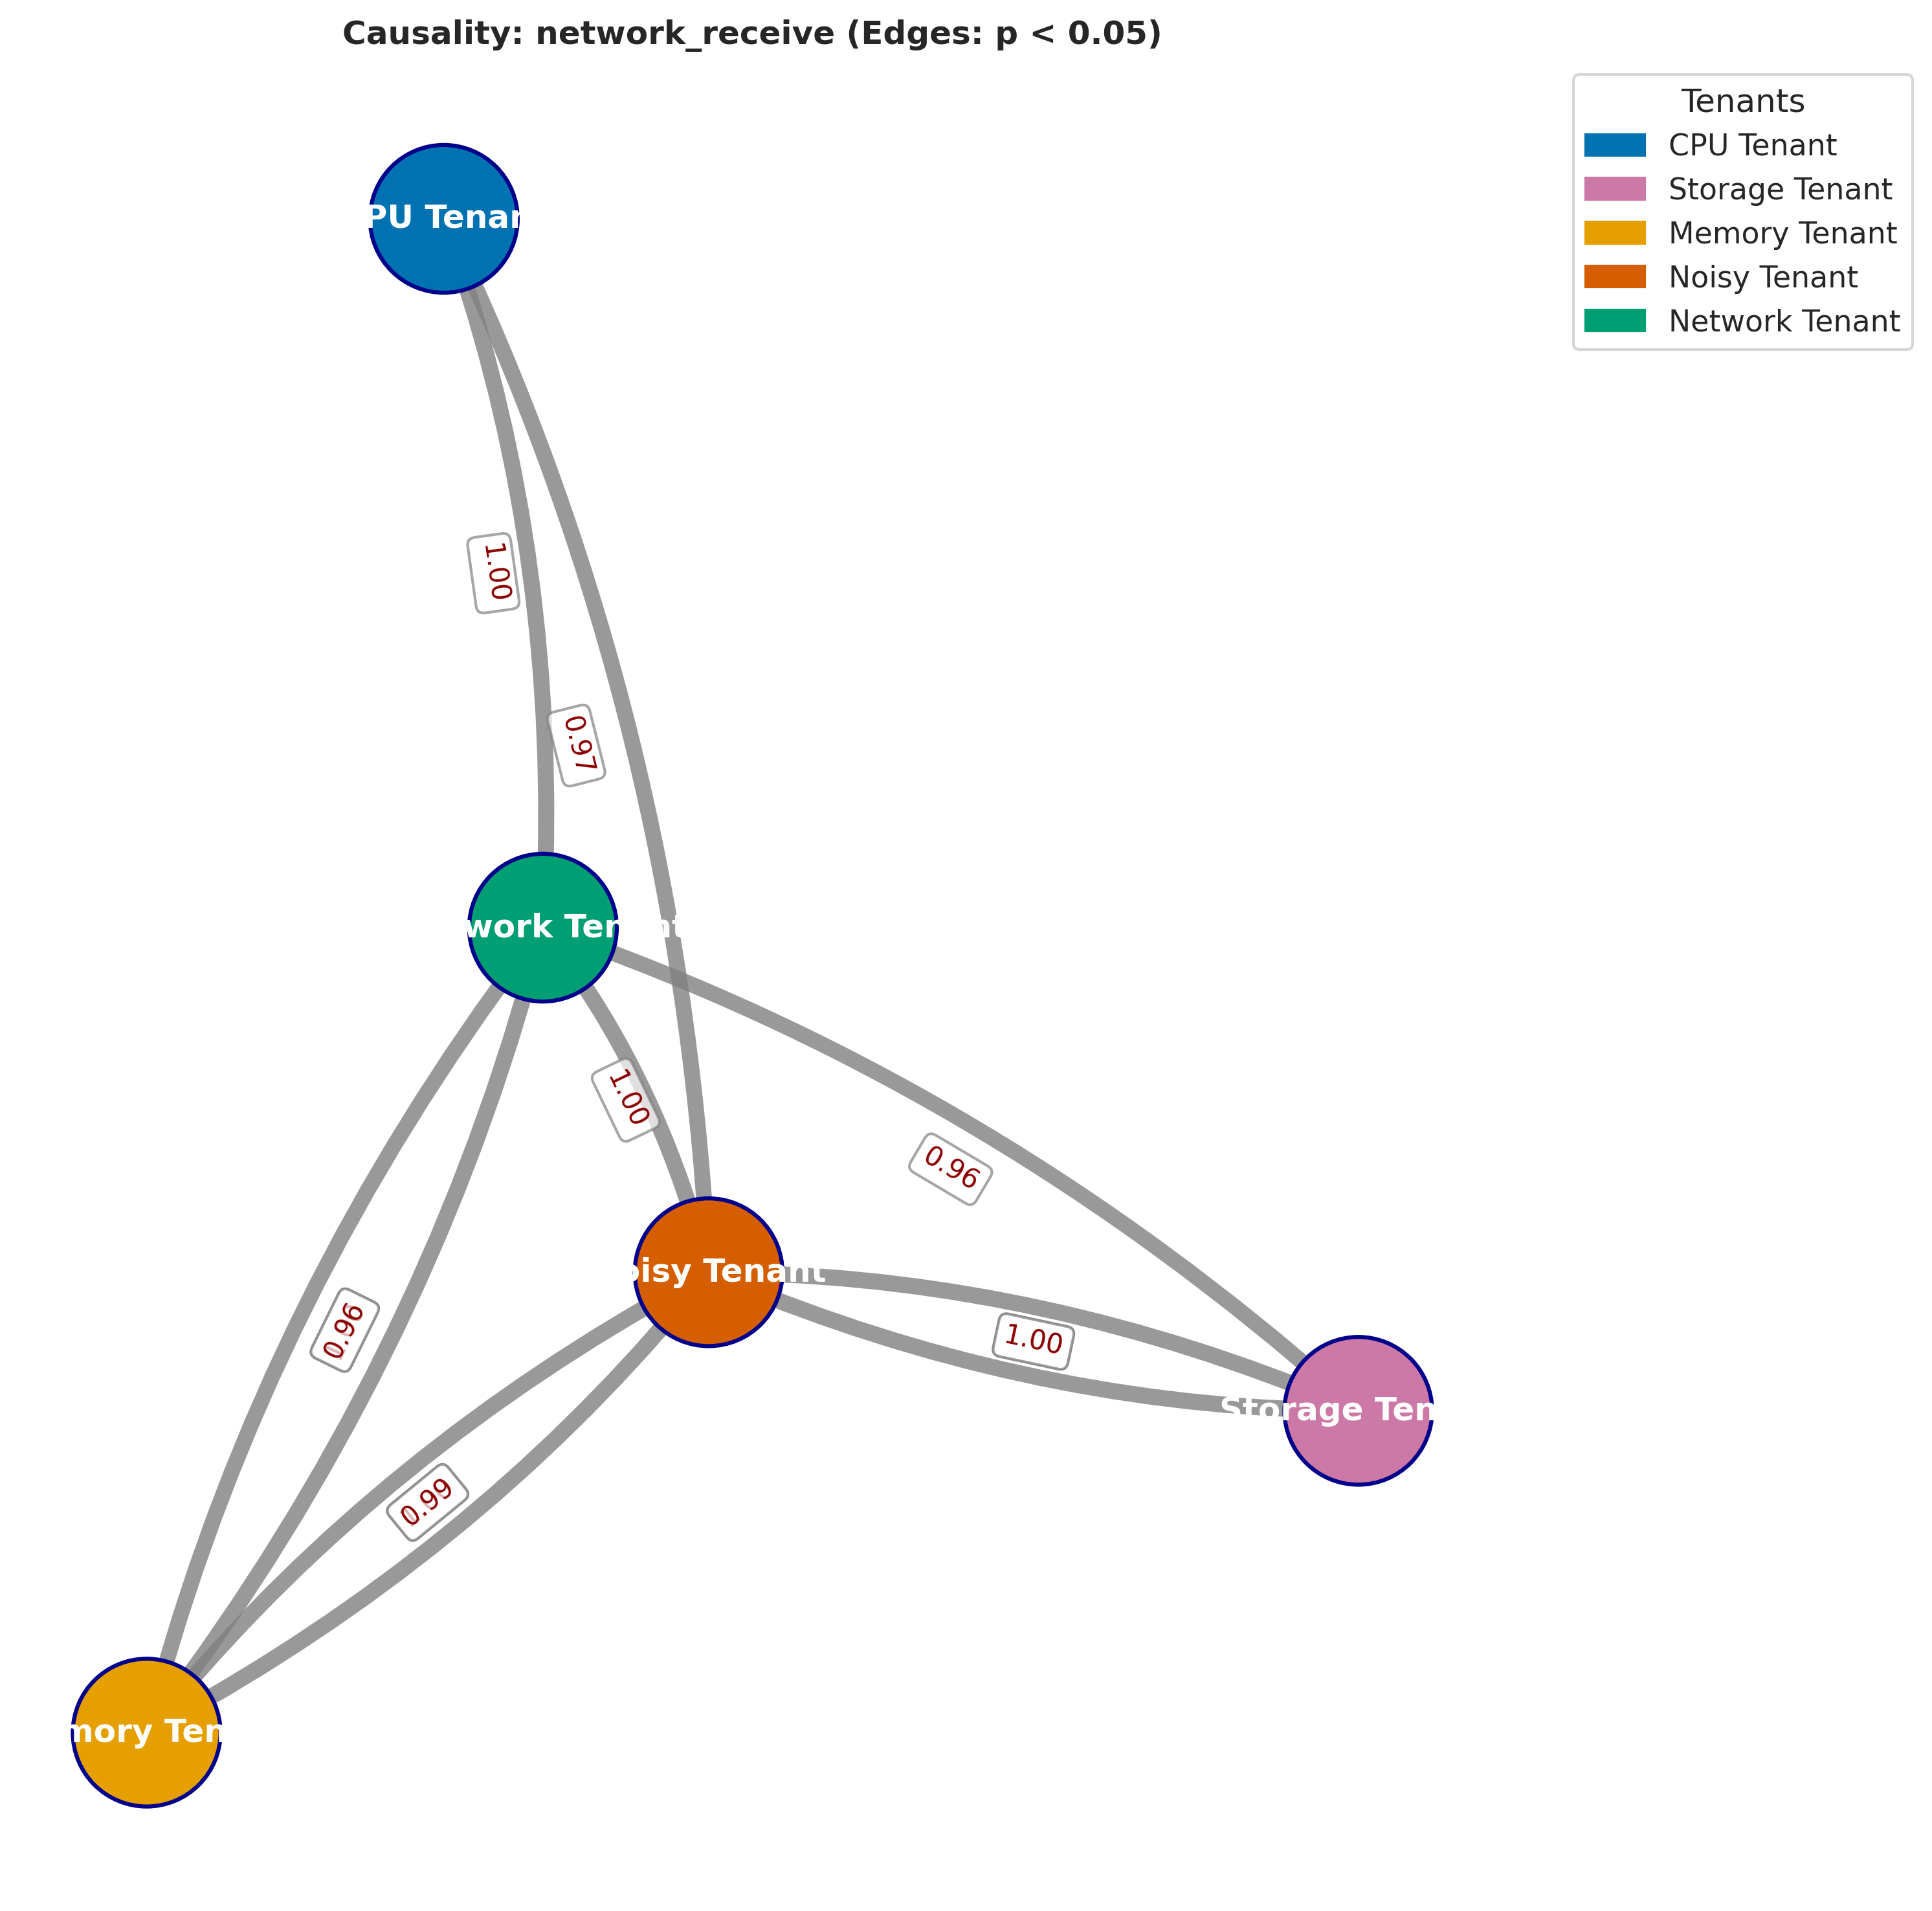 Causality: network_receive (Edges: p < 0.05)
Tenants
CPU Tenant
Storage Tenant
Memory Tenant
Noisy Tenant
Network Tenant
PU Tenan
1.00
0.97
work Tenant
1.00
0.96
oisy Tenant
0.96
1.00
Storage Ten
0.99
mory Ten